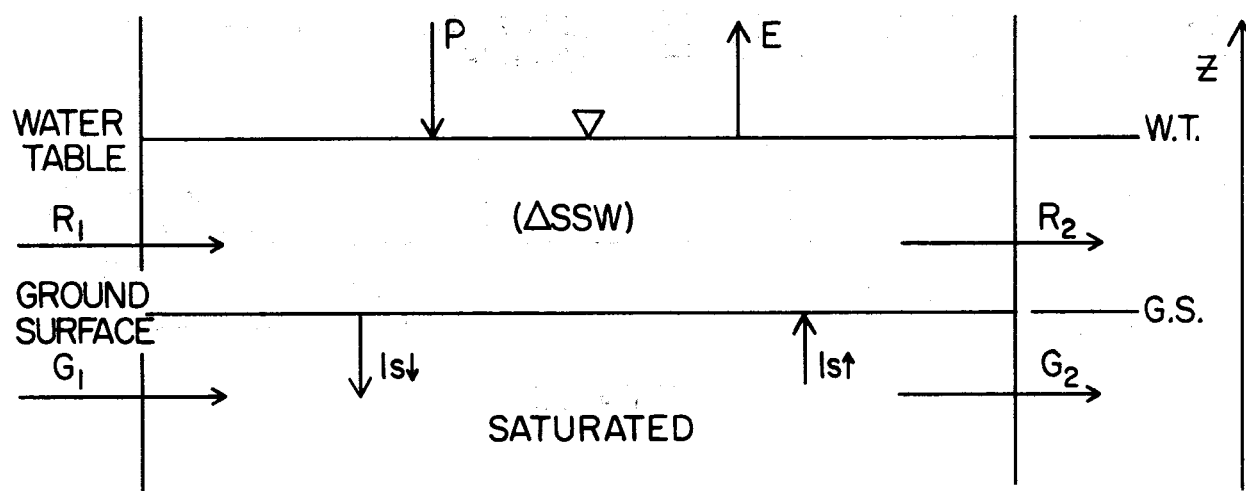 P
E
Z
WATER
TABLE
W.T.
R₁
(ΔSSW)
R₂
GROUND
SURFACE
G.S.
G₁
Is↓
Is↑
G₂
SATURATED